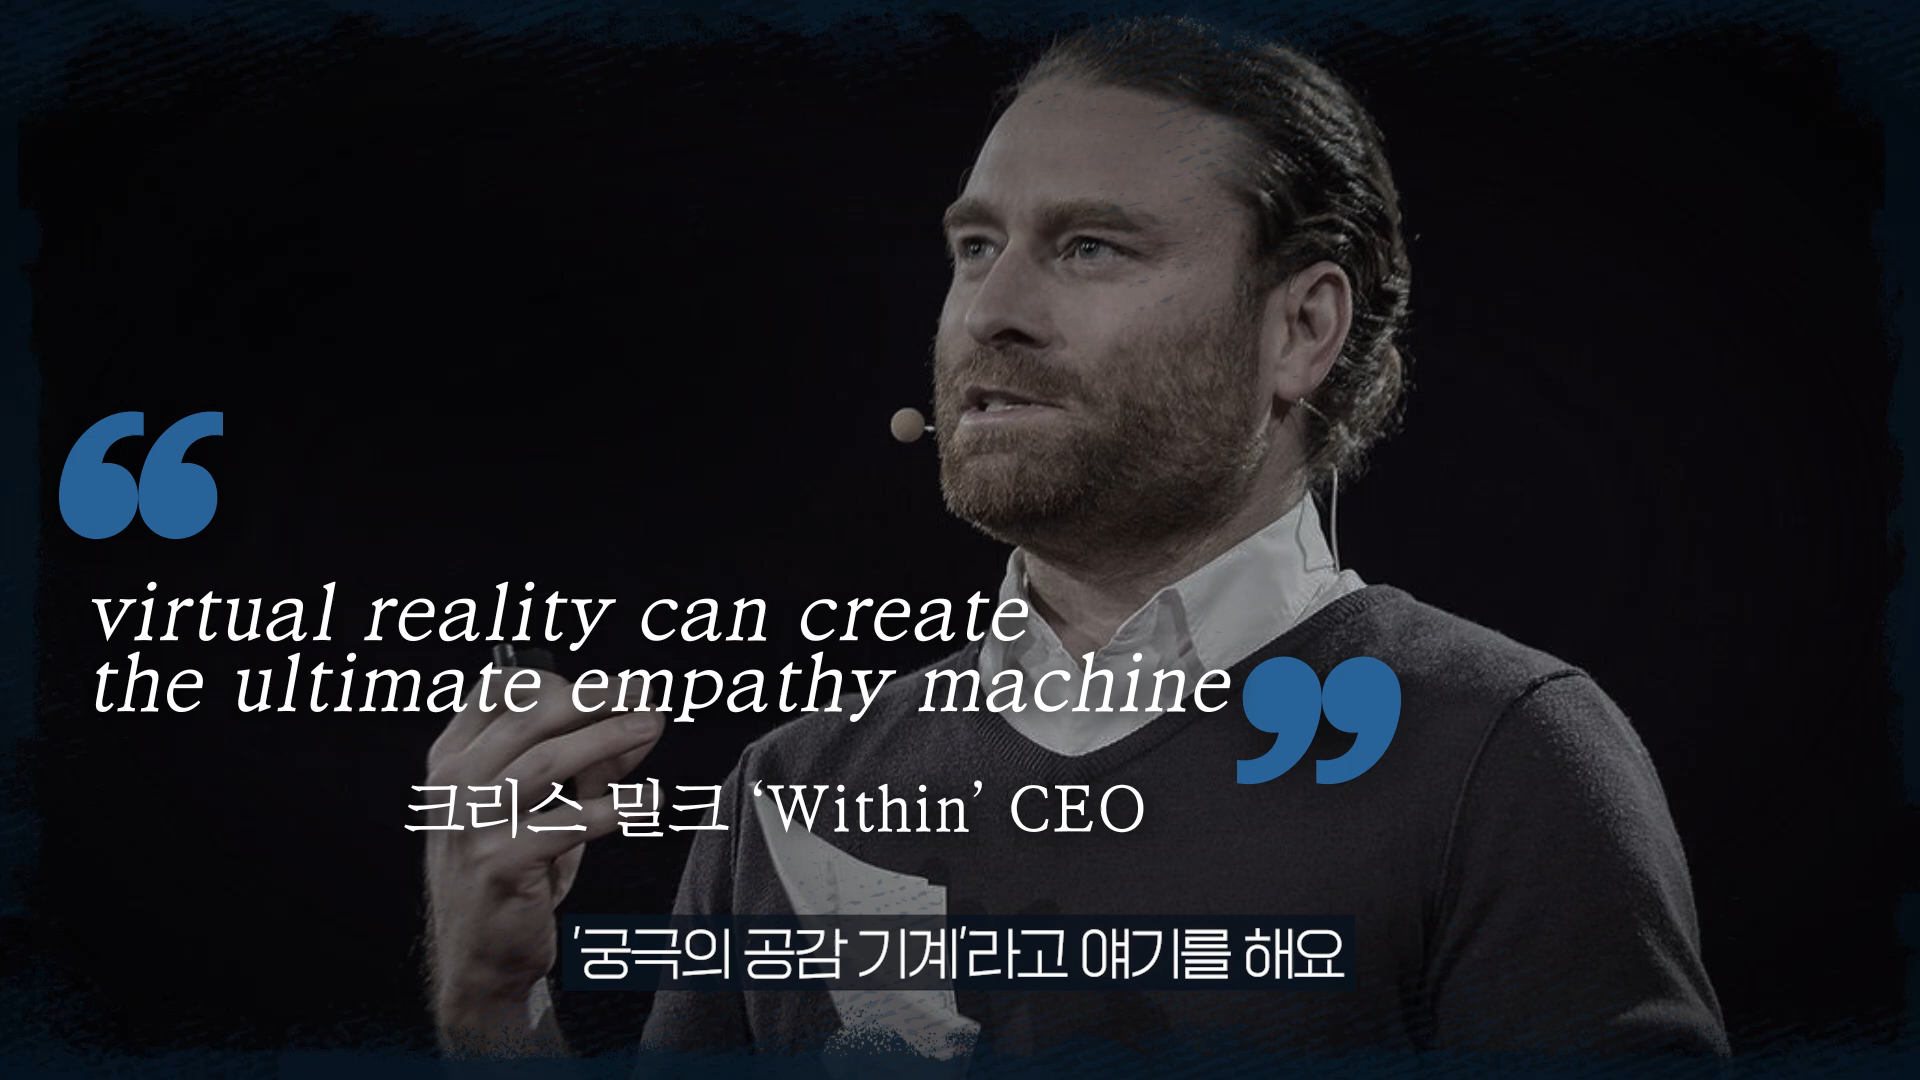 “
virtual reality can create
the ultimate empathy machine”
크리스 밀크 ‘Within’ CEO
'궁극의 공감 기계'라고 얘기를 해요